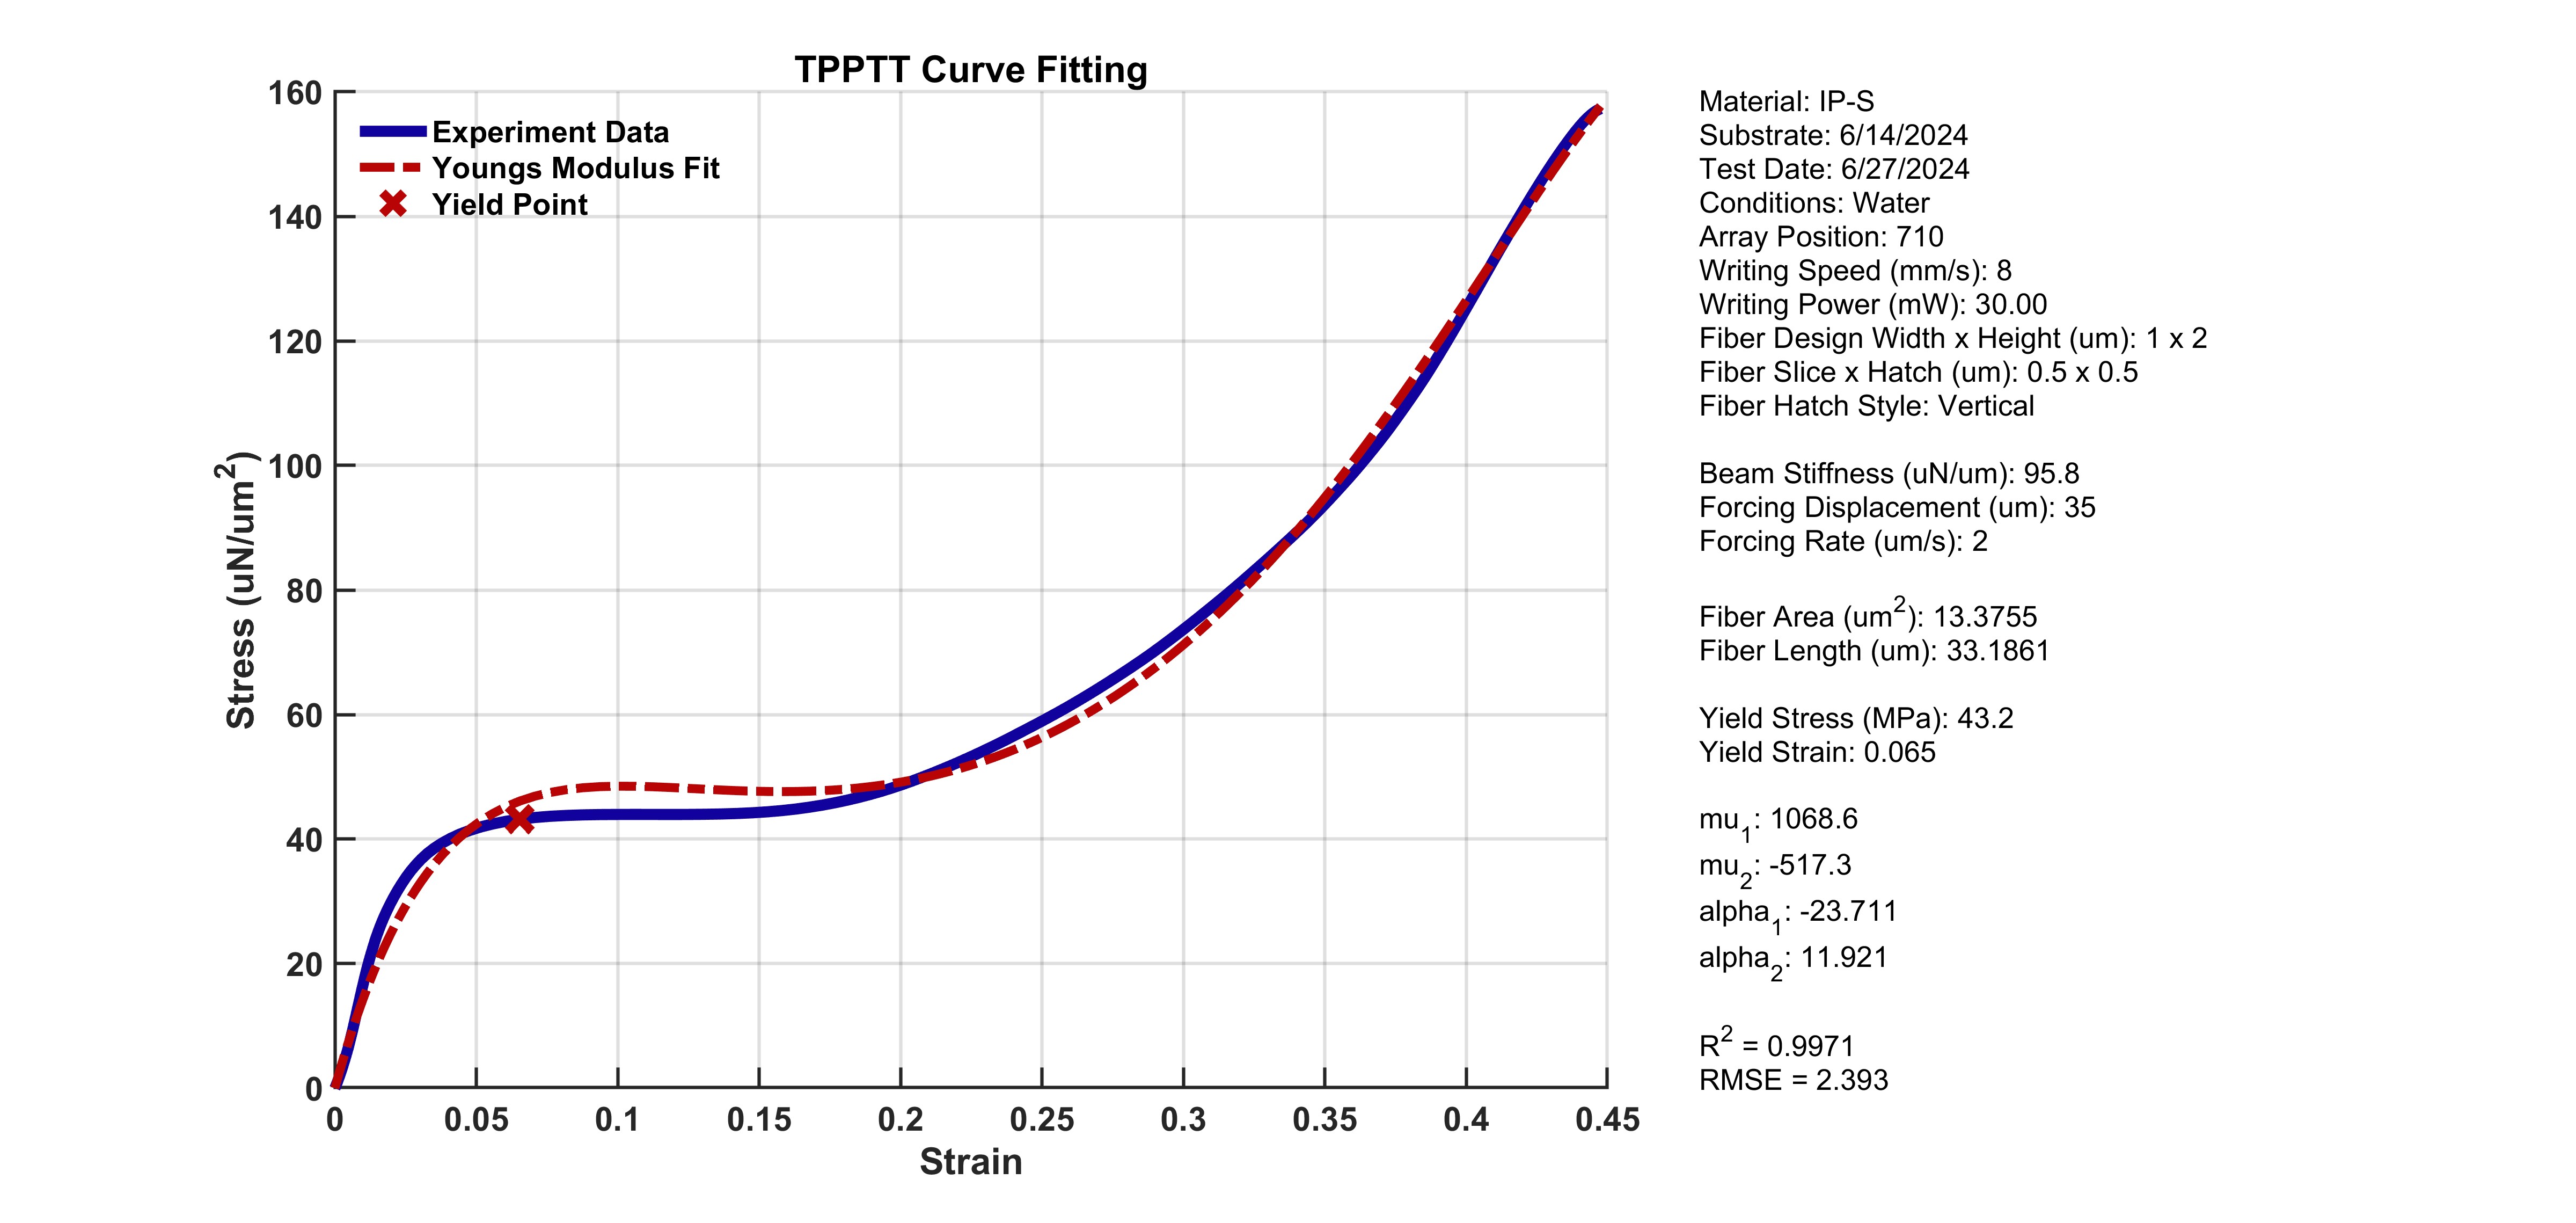 TPPTT Curve Fitting
160
140
120
100
80
60
40
20
0
Stress (uN/um²)
Experiment Data
Youngs Modulus Fit
Yield Point
0 0.05 0.1 0.15 0.2 0.25 0.3 0.35 0.4 0.45
Strain
Material: IP-S
Substrate: 6/14/2024
Test Date: 6/27/2024
Conditions: Water
Array Position: 710
Writing Speed (mm/s): 8
Writing Power (mW): 30.00
Fiber Design Width x Height (um): 1 x 2
Fiber Slice x Hatch (um): 0.5 x 0.5
Fiber Hatch Style: Vertical
Beam Stiffness (uN/um): 95.8
Forcing Displacement (um): 35
Forcing Rate (um/s): 2
Fiber Area (um²): 13.3755
Fiber Length (um): 33.1861
Yield Stress (MPa): 43.2
Yield Strain: 0.065
mu₁: 1068.6
mu₂: -517.3
alpha₁: -23.711
alpha₂: 11.921
R² = 0.9971
RMSE = 2.393